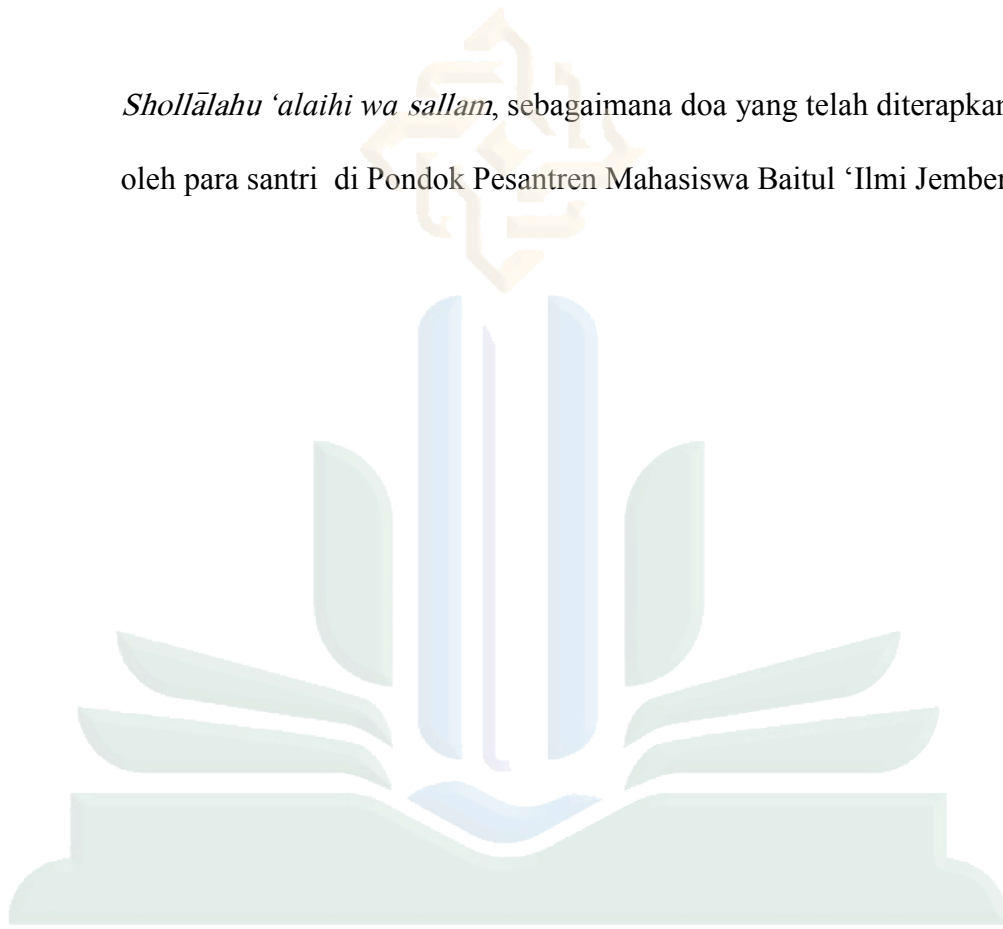 Shollālahu ‘alaihi wa sallam, sebagaimana doa yang telah diterapkan
oleh para santri di Pondok Pesantren Mahasiswa Baitul ‘Ilmi Jember